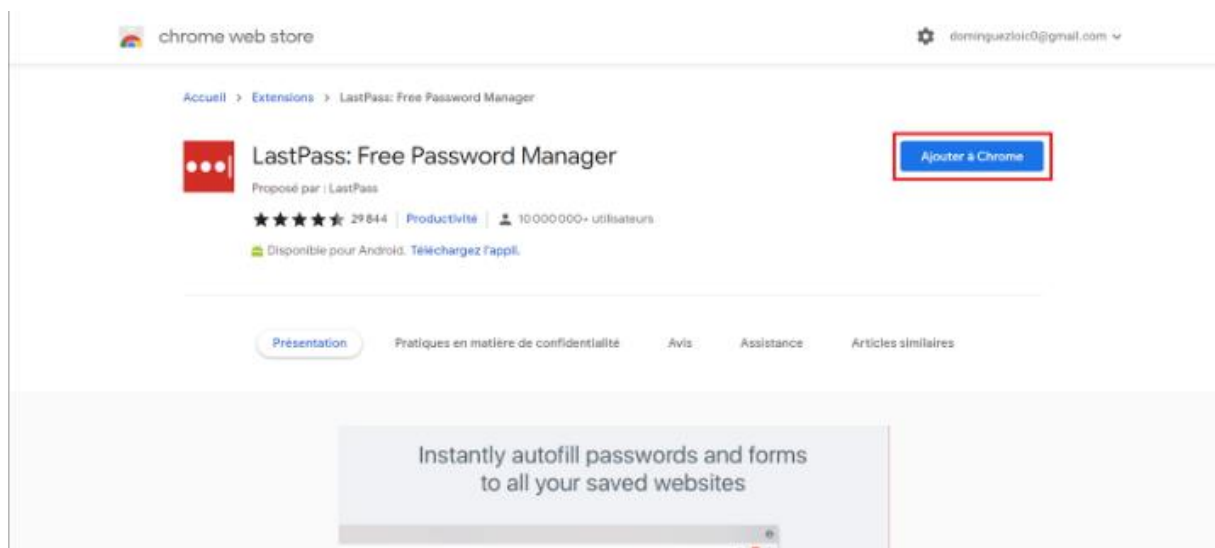 chrome web store
dominguezloic0@gmail.com
Accueil > Extensions > LastPass: Free Password Manager
LastPass: Free Password Manager
Ajouter à Chrome
Proposé par : LastPass
29 844 | Productivité | 10 000 000+ utilisateurs
Disponible pour Android. Téléchargez l'appli.
Présentation Pratiques en matière de confidentialité Avis Assistance Articles similaires
Instantly autofill passwords and forms
to all your saved websites